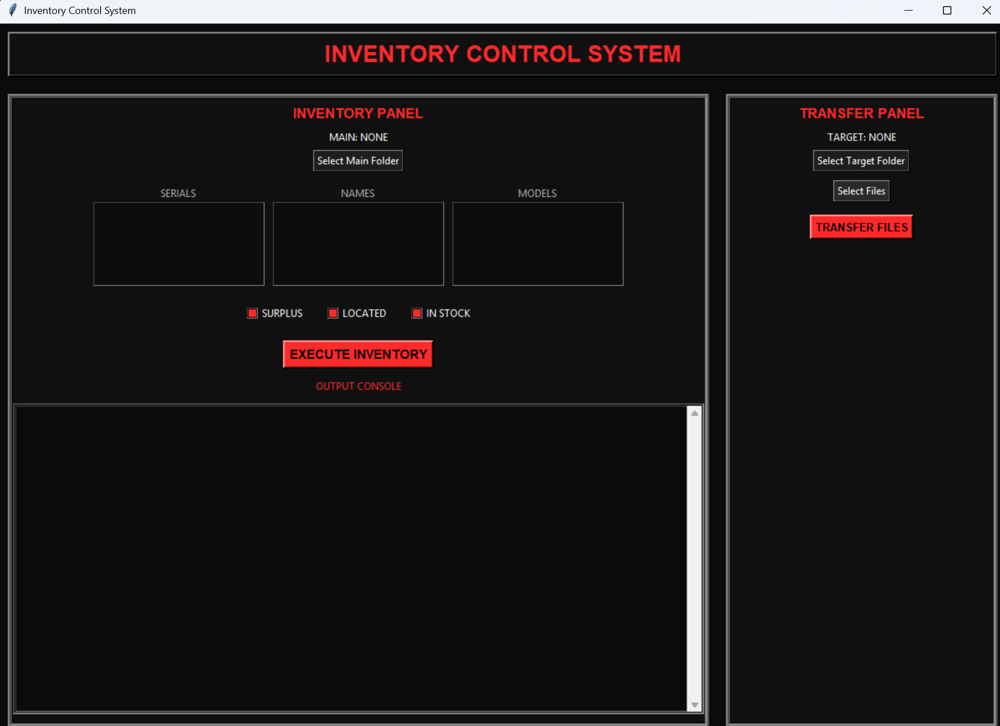 Inventory Control System
INVENTORY CONTROL SYSTEM
INVENTORY PANEL
MAIN: NONE
Select Main Folder
SERIALS
NAMES
MODELS
SURPLUS
LOCATED
IN STOCK
EXECUTE INVENTORY
OUTPUT CONSOLE
TRANSFER PANEL
TARGET: NONE
Select Target Folder
Select Files
TRANSFER FILES